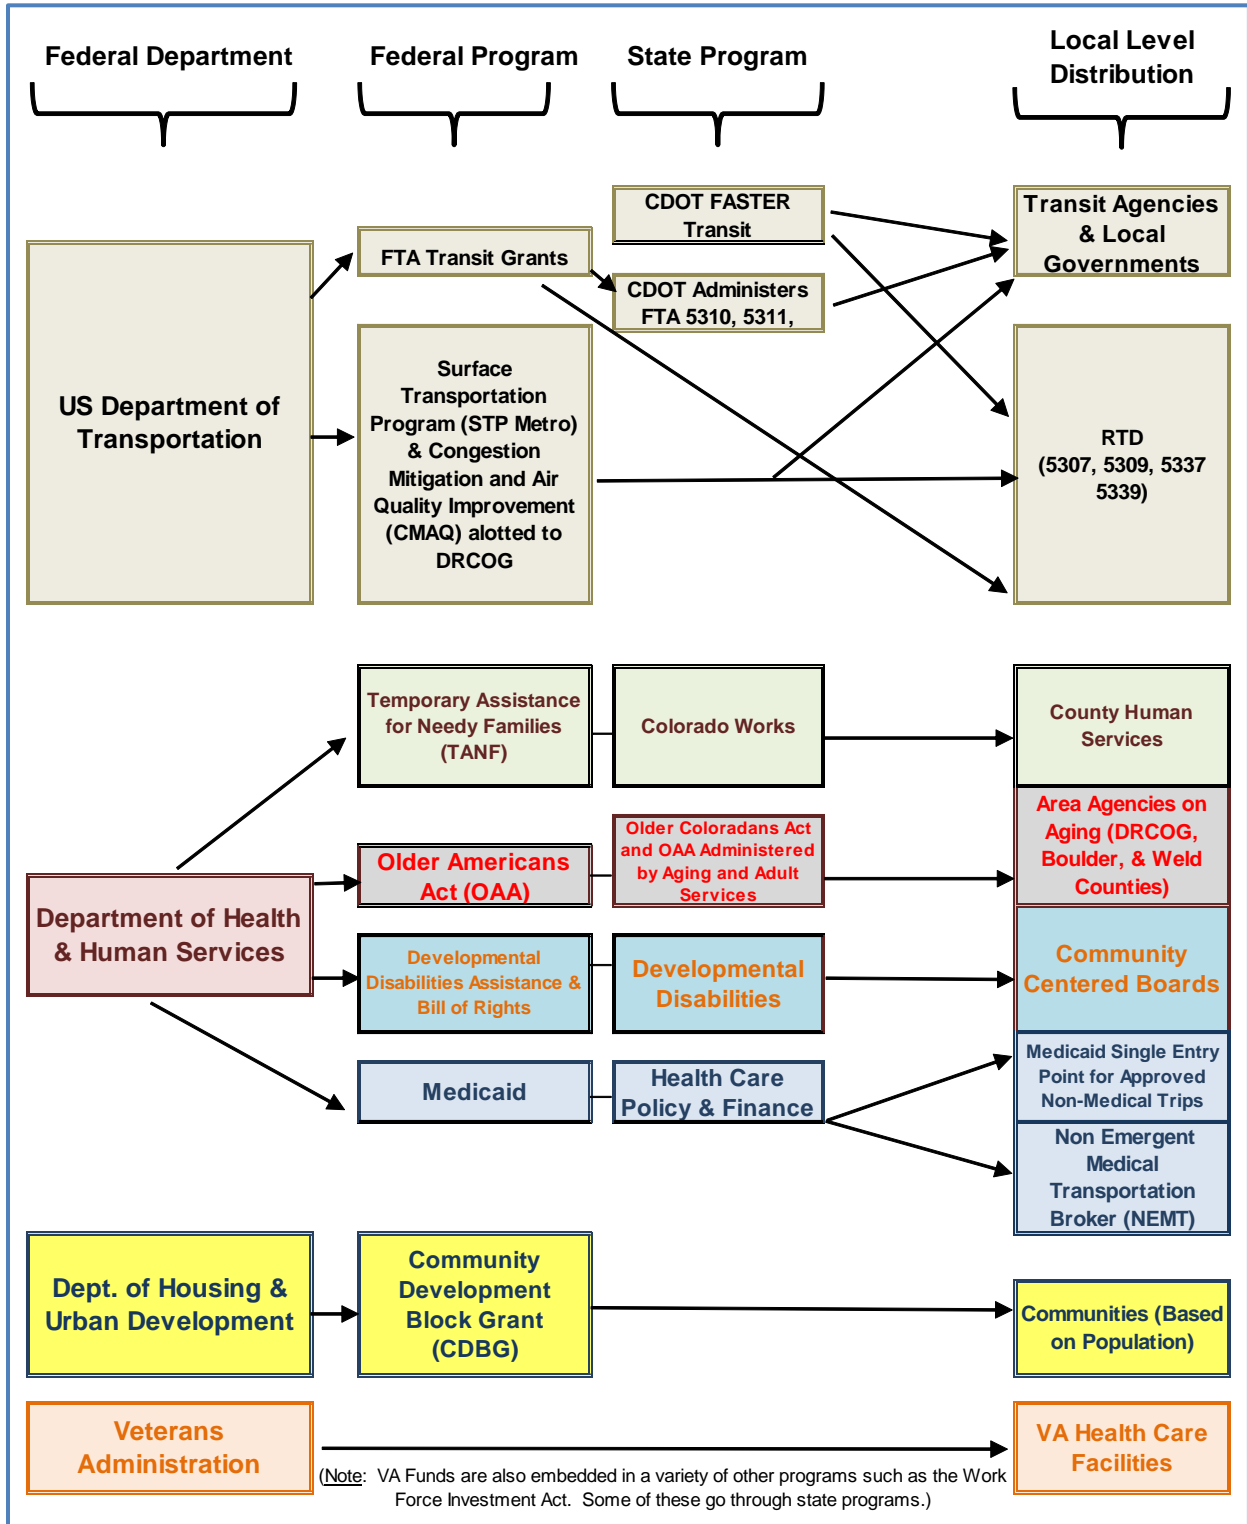 Federal Department
Federal Program
State Program
Local Level
Distribution
CDOT FASTER
Transit
Transit Agencies
& Local
Governments
FTA Transit Grants
CDOT Administers
FTA 5310, 5311,
US Department of
Transportation
Surface
Transportation
Program (STP Metro)
& Congestion
Mitigation and Air
Quality Improvement
(CMAQ) alotted to
DRCOG
RTD
(5307, 5309, 5337
5339)
Temporary Assistance
for Needy Families
(TANF)
Colorado Works
County Human
Services
Department of Health
& Human Services
Older Americans
Act (OAA)
Older Coloradans Act
and OAA Administered
by Aging and Adult
Services
Area Agencies on
Aging (DRCOG,
Boulder, & Weld
Counties)
Developmental
Disabilities Assistance &
Bill of Rights
Developmental
Disabilities
Community
Centered Boards
Medicaid
Health Care
Policy & Finance
Medicaid Single Entry
Point for Approved
Non-Medical Trips
Non Emergent
Medical
Transportation
Broker (NEMT)
Dept. of Housing &
Urban Development
Community
Development
Block Grant
(CDBG)
Communities (Based
on Population)
Veterans
Administration
VA Health Care
Facilities
(Note: VA Funds are also embedded in a variety of other programs such as the Work
Force Investment Act. Some of these go through state programs.)